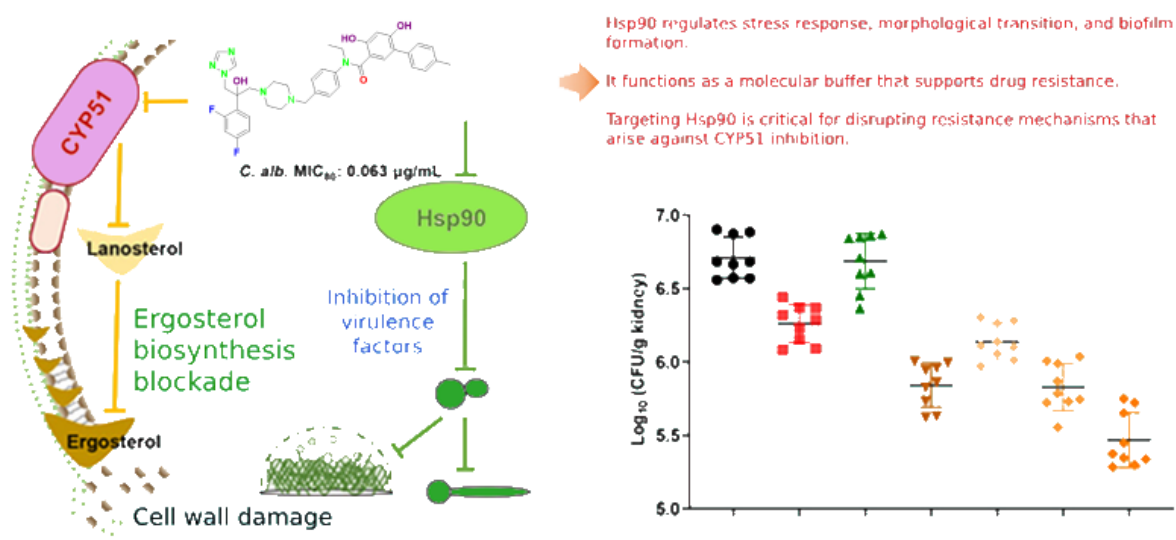 Hsp90 regulates stress response, morphological transition, and biofilm
formation.
It functions as a molecular buffer that supports drug resistance.
Targeting Hsp90 is critical for disrupting resistance mechanisms that
arise against CYP51 inhibition.
CYP51
N
N
N
OH
F
F
N
N
N
O
HO
OH
C. alb. MIC₈₀: 0.063 µg/mL
Hsp90
Lanosterol
Ergosterol
biosynthesis
blockade
Inhibition of
virulence
factors
Ergosterol
Cell wall damage
Log₁₀ (CFU/g kidney)
7.0
6.5
6.0
5.5
5.0